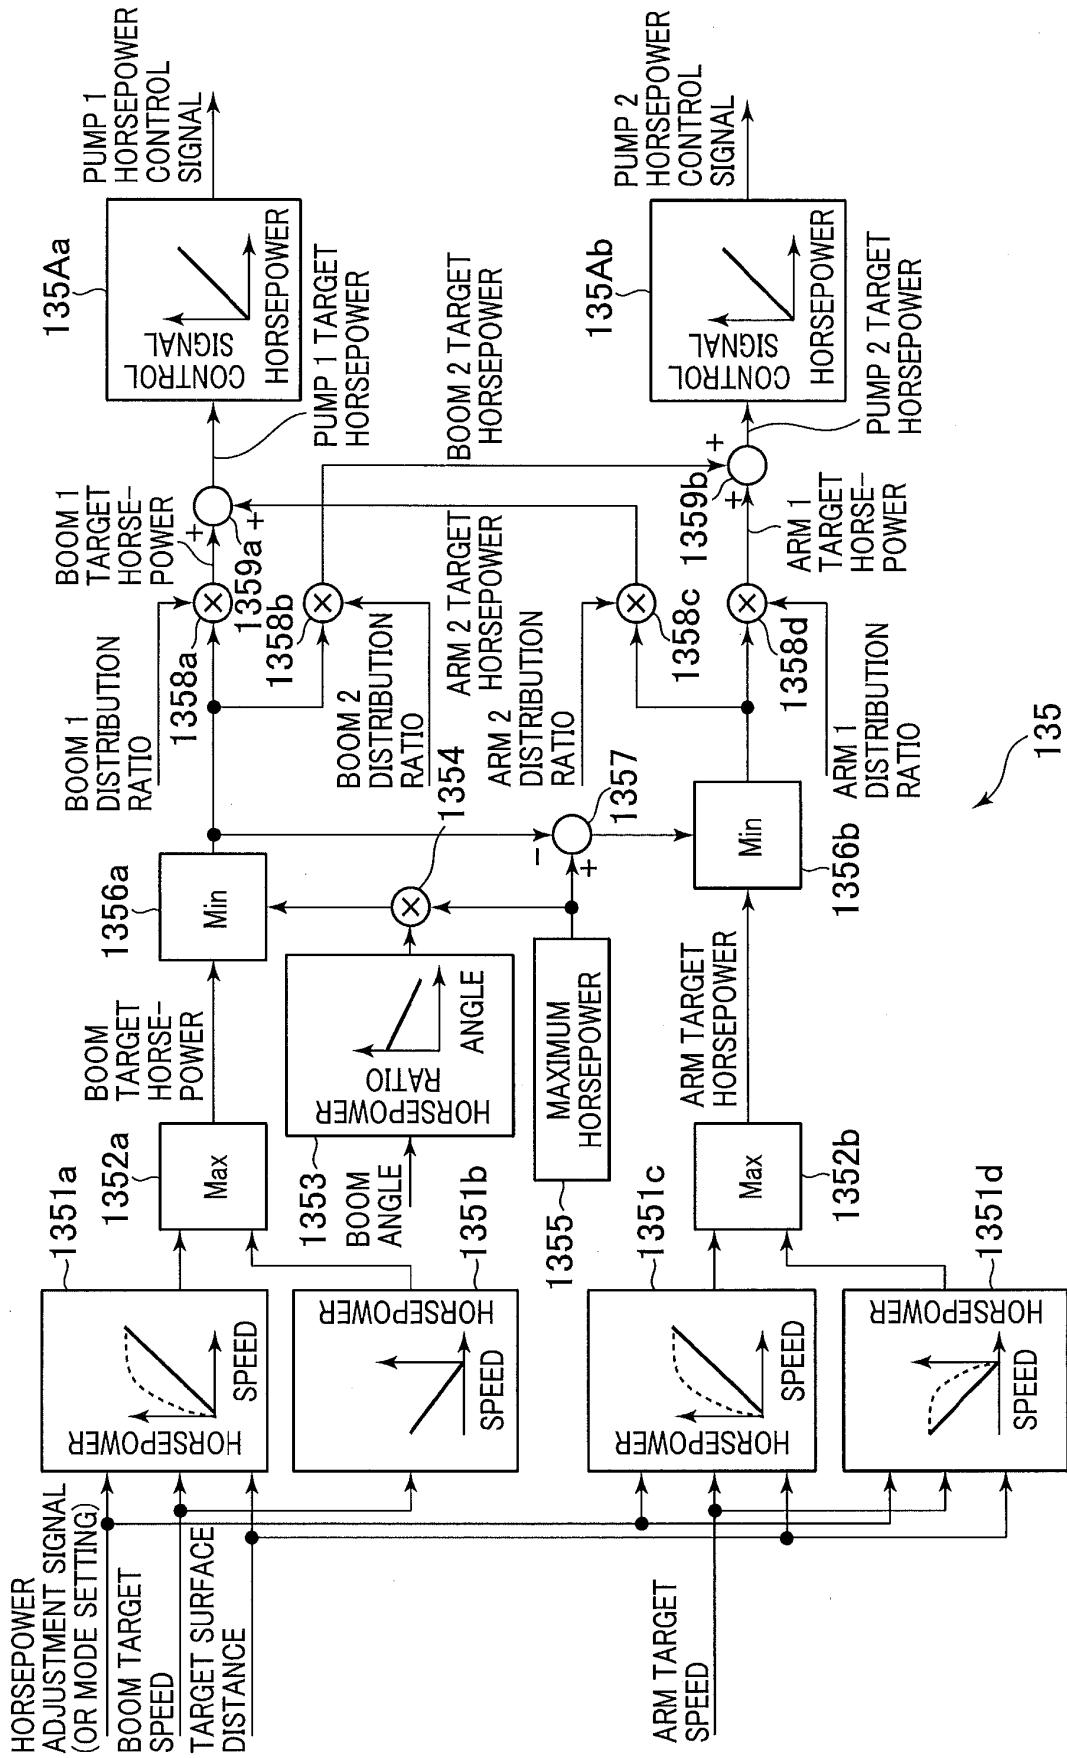 HORSEPOWER
ADJUSTMENT SIGNAL
(OR MODE SETTING)
BOOM TARGET
SPEED
TARGET SURFACE
DISTANCE
ARM TARGET
SPEED
1351a
HORSEPOWER
SPEED
1351b
HORSEPOWER
SPEED
1351c
HORSEPOWER
SPEED
1351d
HORSEPOWER
SPEED
1352a
Max
1352b
Max
BOOM
TARGET
HORSE-
POWER
1353
BOOM
ANGLE
HORSEPOWER
RATIO
ANGLE
1355
MAXIMUM
HORSEPOWER
ARM TARGET
HORSEPOWER
1356a
Min
1354
1357
-
+
1356b
Min
BOOM 1
DISTRIBUTION
RATIO
1358a
BOOM 2
DISTRIBUTION
RATIO
1358b
ARM 2
DISTRIBUTION
RATIO
1358c
ARM 1
DISTRIBUTION
RATIO
1358d
BOOM 1
TARGET
HORSE-
POWER
+
+
1359a
ARM 2 TARGET
HORSEPOWER
BOOM 2 TARGET
HORSEPOWER
1359b
+
+
ARM 1
TARGET
HORSE-
POWER
PUMP 1 TARGET
HORSEPOWER
PUMP 2 TARGET
HORSEPOWER
135Aa
CONTROL
SIGNAL
HORSEPOWER
135Ab
CONTROL
SIGNAL
HORSEPOWER
PUMP 1
HORSEPOWER
CONTROL
SIGNAL
PUMP 2
HORSEPOWER
CONTROL
SIGNAL
135